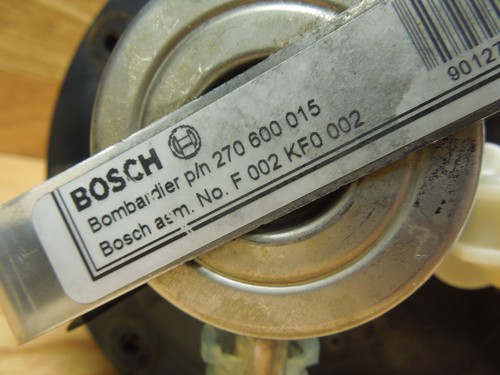 BOSCH
Bombardier p/n 270 600 015
Bosch asm. No. F 002 KF0 002
90127